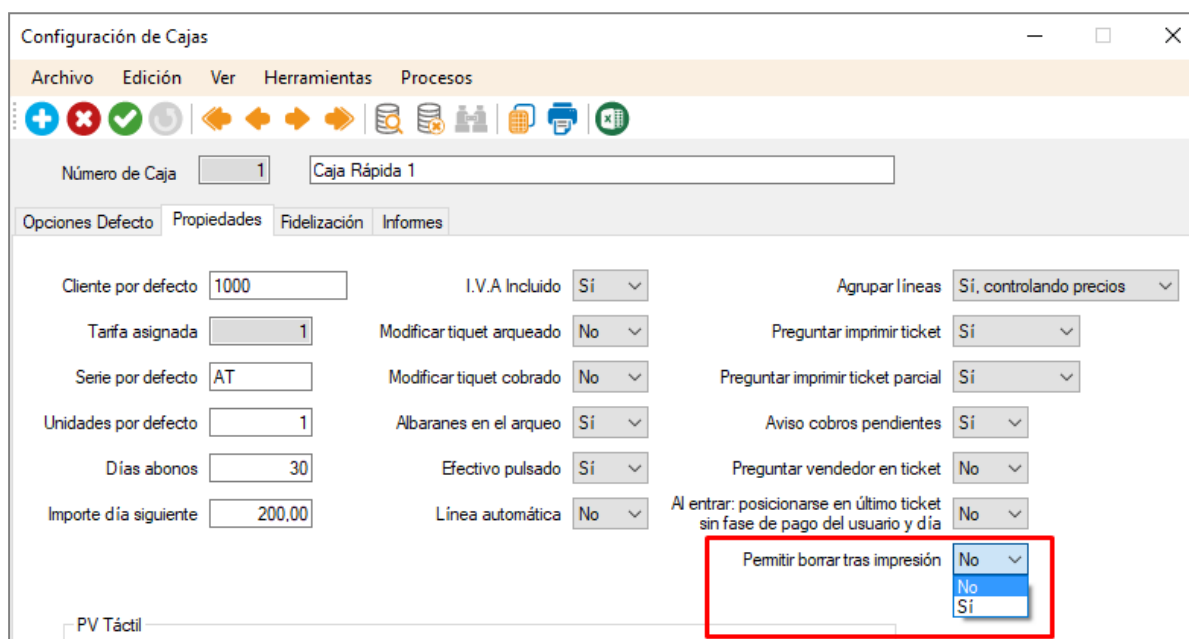 Configuración de Cajas
Archivo Edición Ver Herramientas Procesos
Número de Caja 1 Caja Rápida 1
Opciones Defecto Propiedades Fidelización Informes
Cliente por defecto 1000 I.V.A Incluido Sí Agrupar líneas Sí, controlando precios
Tarifa asignada 1 Modificar tiquet arqueado No Preguntar imprimir ticket Sí
Serie por defecto AT Modificar tiquet cobrado No Preguntar imprimir ticket parcial Sí
Unidades por defecto 1 Albaranes en el arqueo Sí Aviso cobros pendientes Sí
Días abonos 30 Efectivo pulsado Sí Preguntar vendedor en ticket No
Importe día siguiente 200,00 Línea automática No Al entrar: posicionarse en último ticket
sin fase de pago del usuario y día No
Permitir borrar tras impresión No
No
Sí
PV Táctil